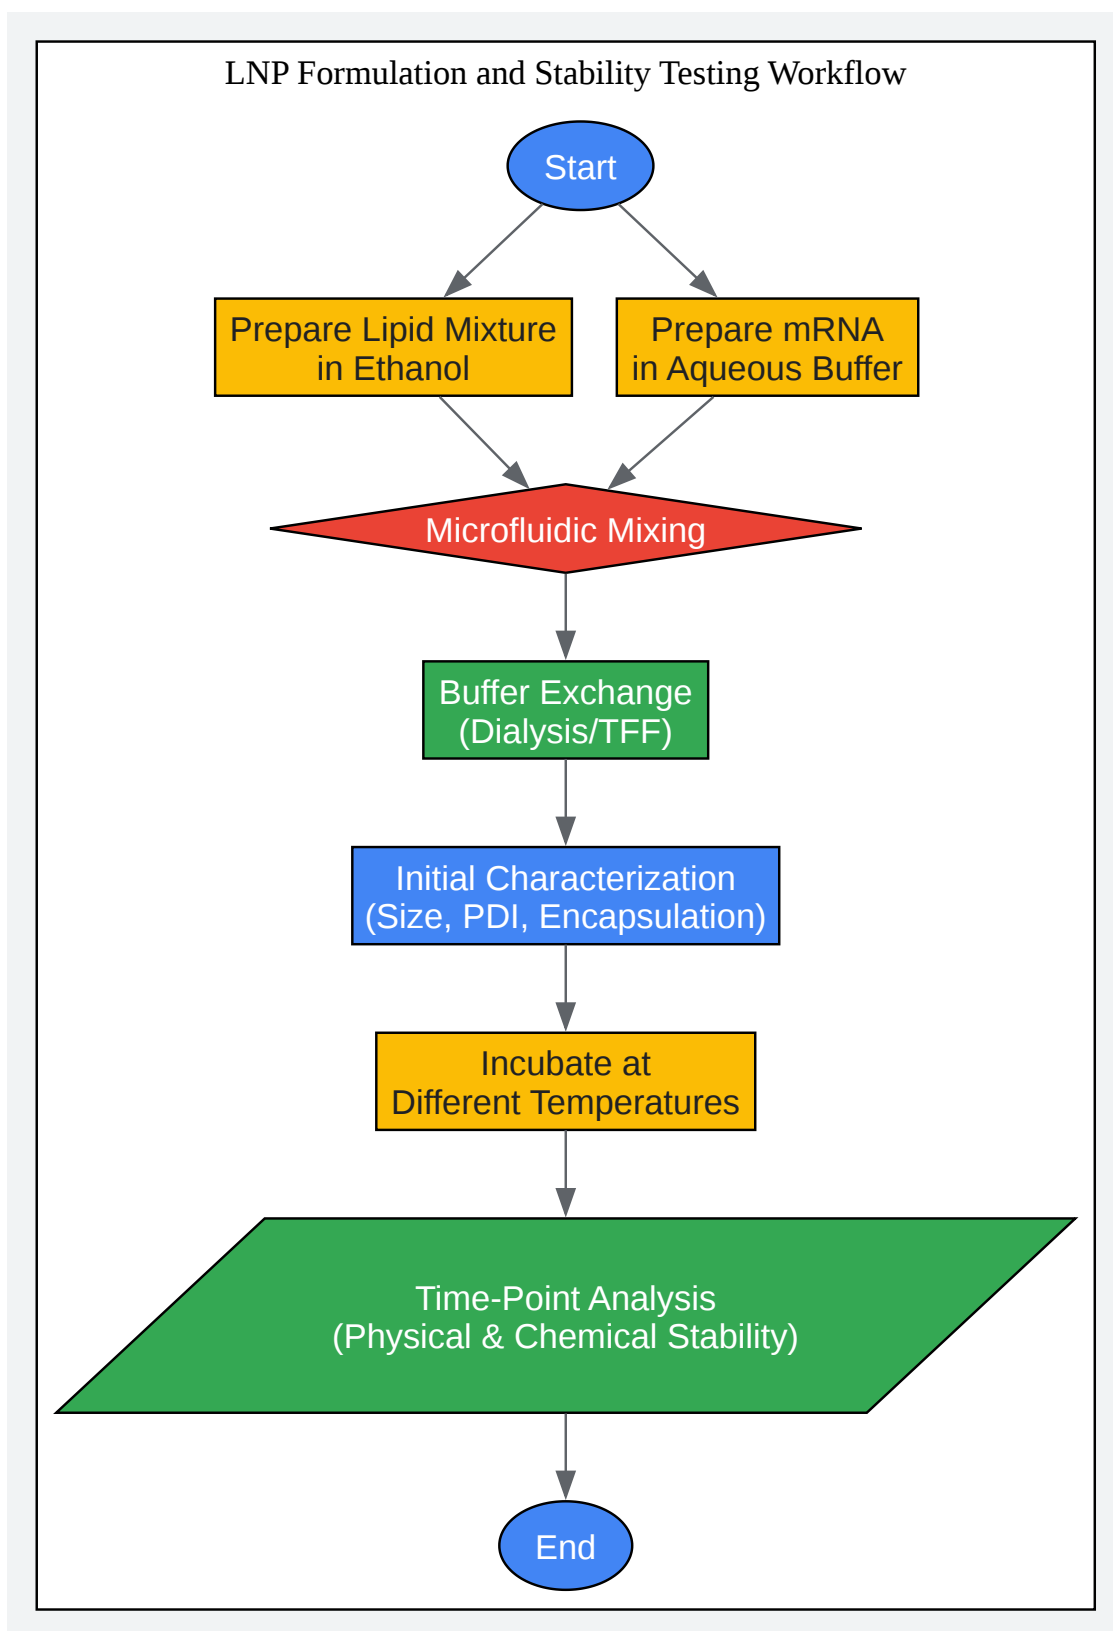 LNP Formulation and Stability Testing Workflow
Start
Prepare Lipid Mixture
in Ethanol
Prepare mRNA
in Aqueous Buffer
Microfluidic Mixing
Buffer Exchange
(Dialysis/TFF)
Initial Characterization
(Size, PDI, Encapsulation)
Incubate at
Different Temperatures
Time-Point Analysis
(Physical & Chemical Stability)
End